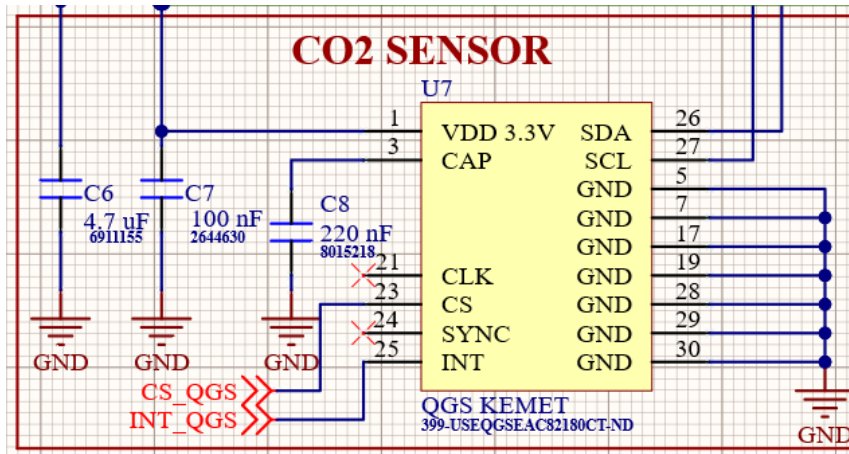 CO2 SENSOR
U7
1 VDD 3.3V SDA 26
3 CAP SCL 27
GND 5
C6 C7 C8 GND 7
4.7 uF 100 nF 220 nF GND 17
6911155 2644630 8015218
21 CLK GND 19
23 CS GND 28
24 SYNC GND 29
25 INT GND 30
GND GND GND
CS_QGS
INT_QGS
QGS KEMET
399-USEQGSEAC82180CT-ND
GND